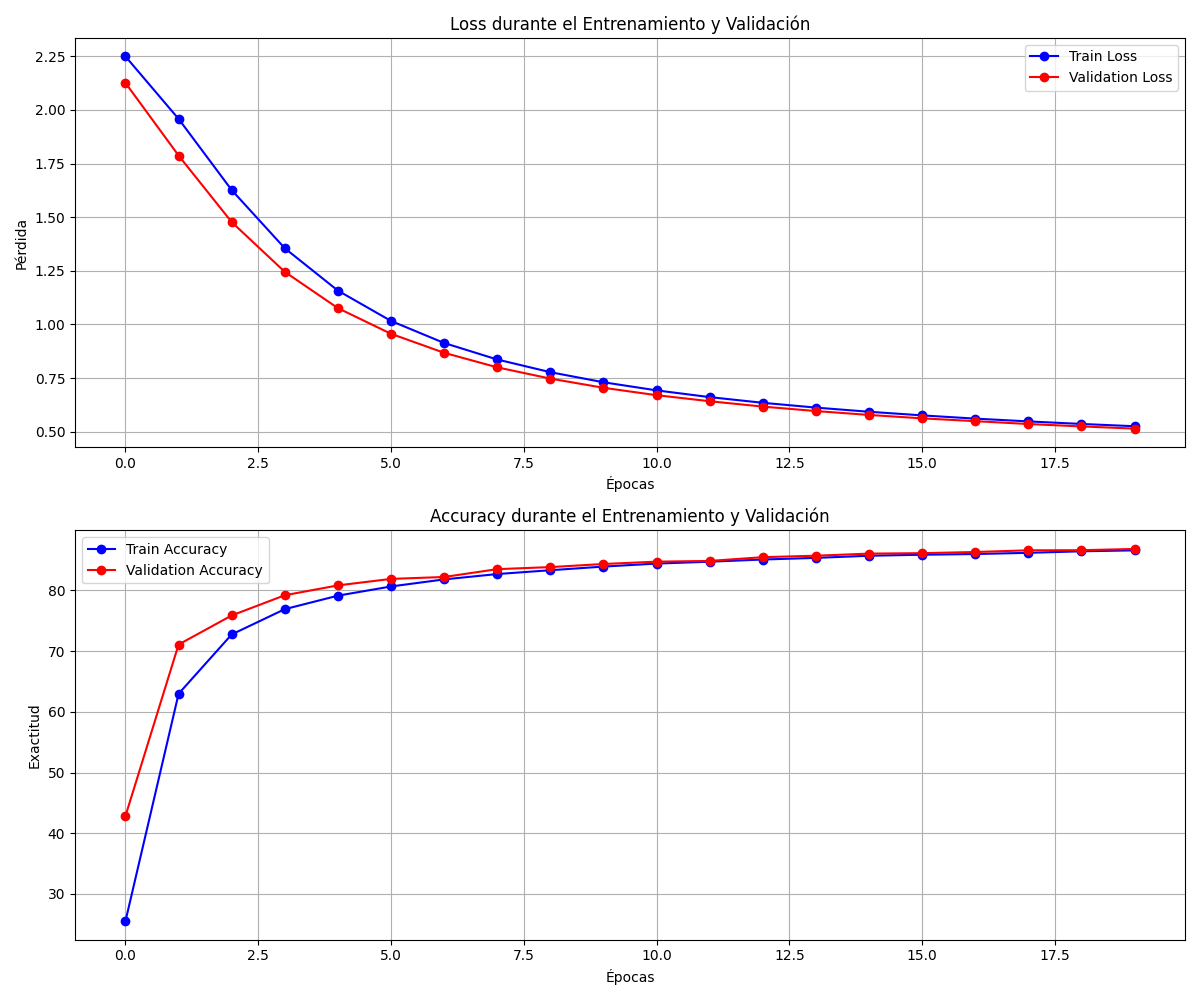 Loss durante el Entrenamiento y Validación
Train Loss
Validation Loss
Pérdida
2.25
2.00
1.75
1.50
1.25
1.00
0.75
0.50
0.0 2.5 5.0 7.5 10.0 12.5 15.0 17.5
Épocas
Accuracy durante el Entrenamiento y Validación
Train Accuracy
Validation Accuracy
Exactitud
80
70
60
50
40
30
0.0 2.5 5.0 7.5 10.0 12.5 15.0 17.5
Épocas